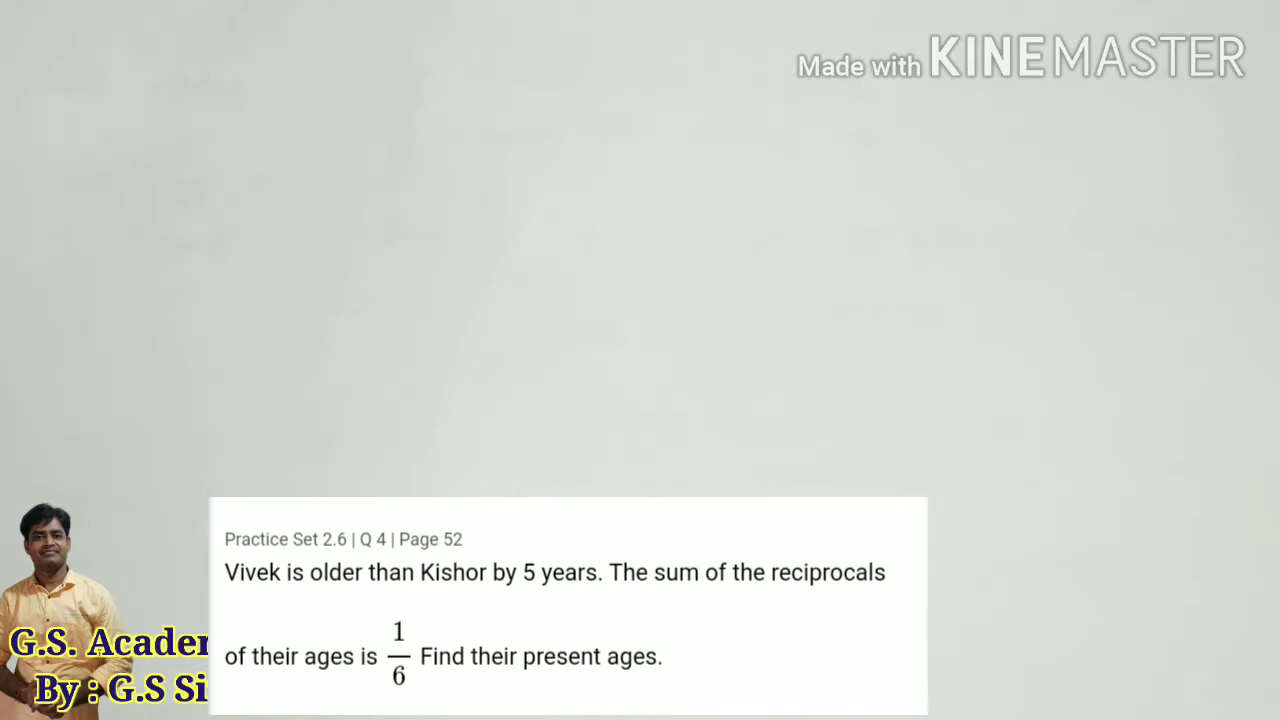 Made with KINEMASTER
Practice Set 2.6 | Q 4 | Page 52
Vivek is older than Kishor by 5 years. The sum of the reciprocals
of their ages is 1/6 Find their present ages.
G.S. Acader
By : G.S Si